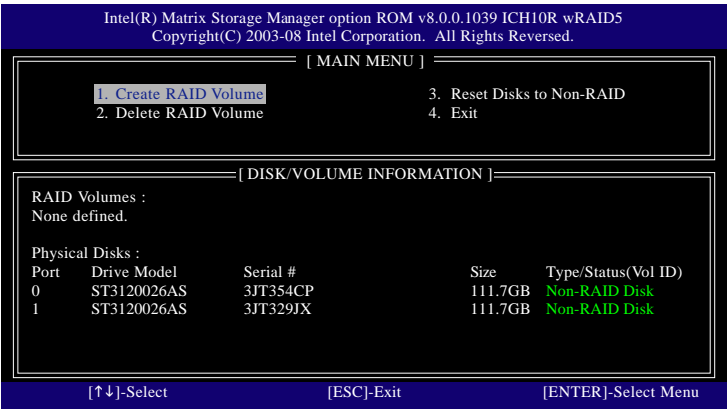 Intel(R) Matrix Storage Manager option ROM v8.0.0.1039 ICH10R wRAID5
Copyright(C) 2003-08 Intel Corporation. All Rights Reversed.
[ MAIN MENU ]
1. Create RAID Volume 3. Reset Disks to Non-RAID
2. Delete RAID Volume 4. Exit
[ DISK/VOLUME INFORMATION ]
RAID Volumes :
None defined.
Physical Disks :
Port Drive Model Serial # Size Type/Status(Vol ID)
0 ST3120026AS 3JT354CP 111.7GB Non-RAID Disk
1 ST3120026AS 3JT329JX 111.7GB Non-RAID Disk
[↑↓]-Select [ESC]-Exit [ENTER]-Select Menu